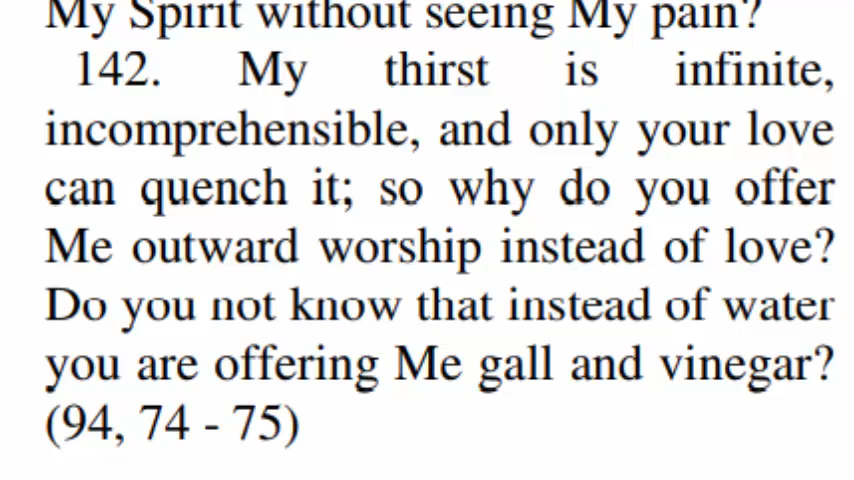 My Spirit without seeing My pain?
142. My thirst is infinite,
incomprehensible, and only your love
can quench it; so why do you offer
Me outward worship instead of love?
Do you not know that instead of water
you are offering Me gall and vinegar?
(94, 74 - 75)